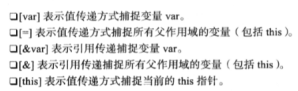 ❑[var] 表示值传递方式捕捉变量 var。
❑[=] 表示值传递方式捕捉所有父作用域的变量（包括 this）。
❑[&var] 表示引用传递捕捉变量 var。
❑[&] 表示引用传递捕捉所有父作用域的变量（包括 this）。
❑[this] 表示值传递方式捕捉当前的 this 指针。